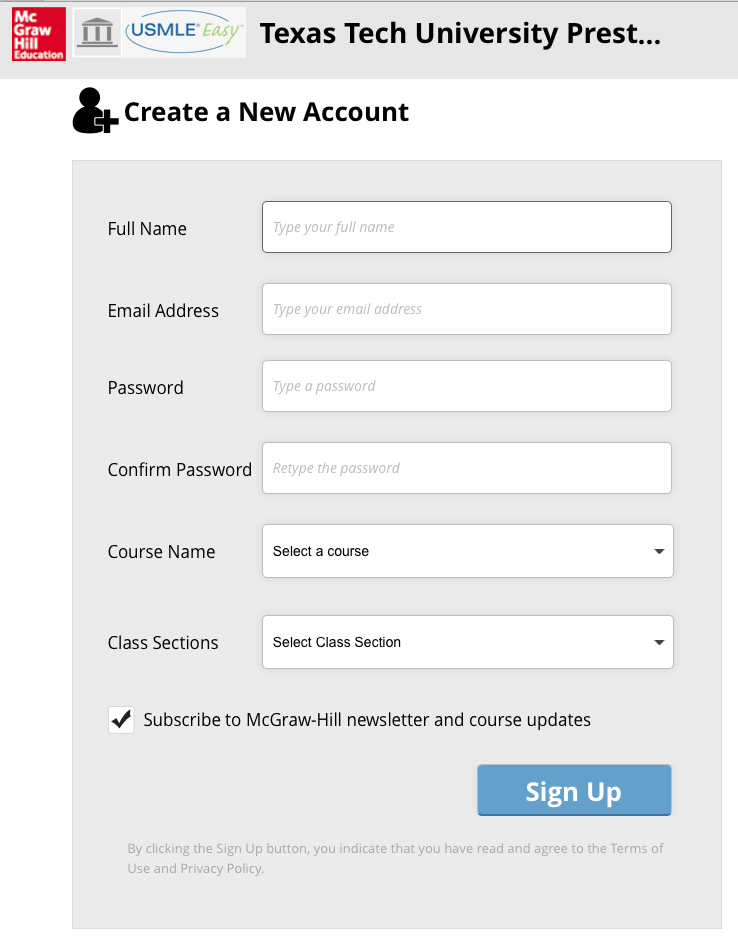 Mc
Graw
Hill
Education
USMLE® Easy™
Texas Tech University Prest...
Create a New Account
Full Name
Type your full name
Email Address
Type your email address
Password
Type a password
Confirm Password
Retype the password
Course Name
Select a course
Class Sections
Select Class Section
Subscribe to McGraw-Hill newsletter and course updates
Sign Up
By clicking the Sign Up button, you indicate that you have read and agree to the Terms of
Use and Privacy Policy.